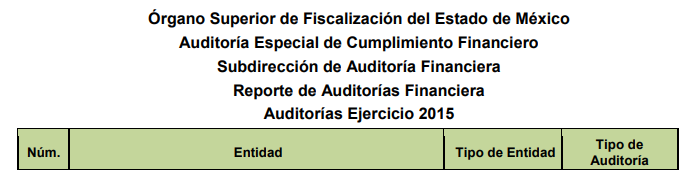 Órgano Superior de Fiscalización del Estado de México
Auditoría Especial de Cumplimiento Financiero
Subdirección de Auditoría Financiera
Reporte de Auditorías Financiera
Auditorías Ejercicio 2015
Núm. Entidad Tipo de Entidad Tipo de
Auditoría